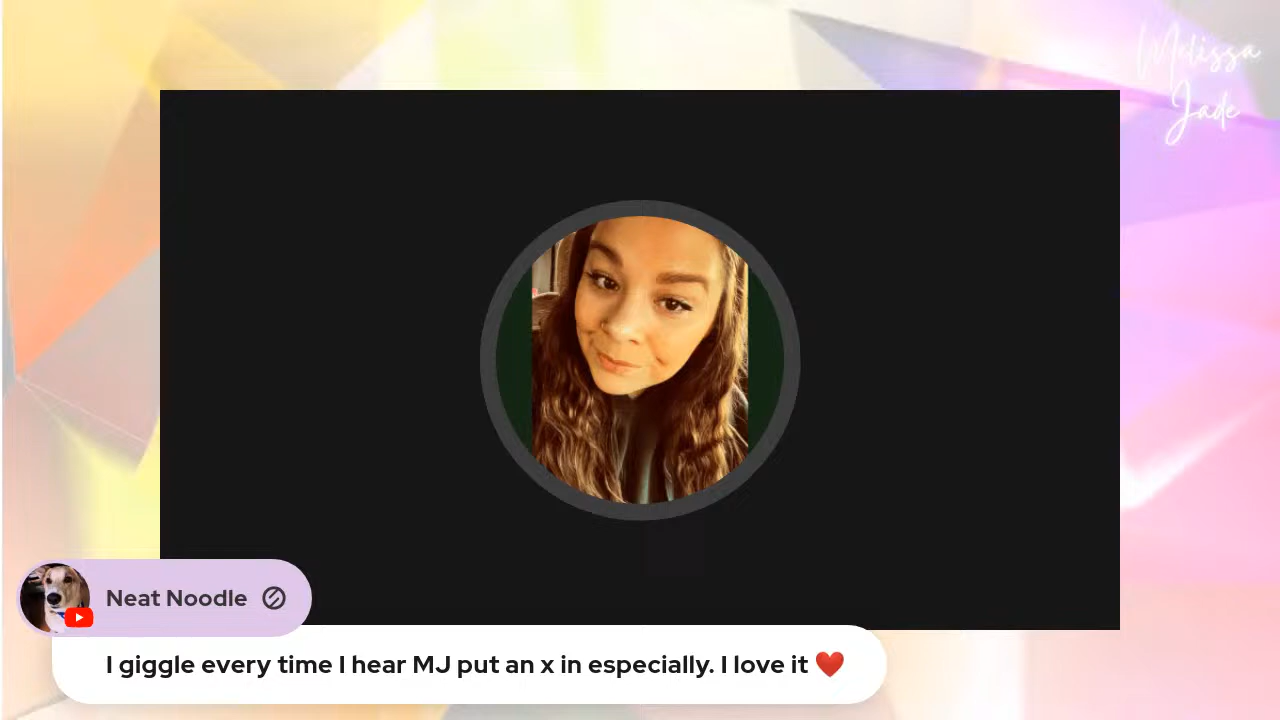 Melissa
Jade
Neat Noodle
I giggle every time I hear MJ put an x in especially. I love it ❤️